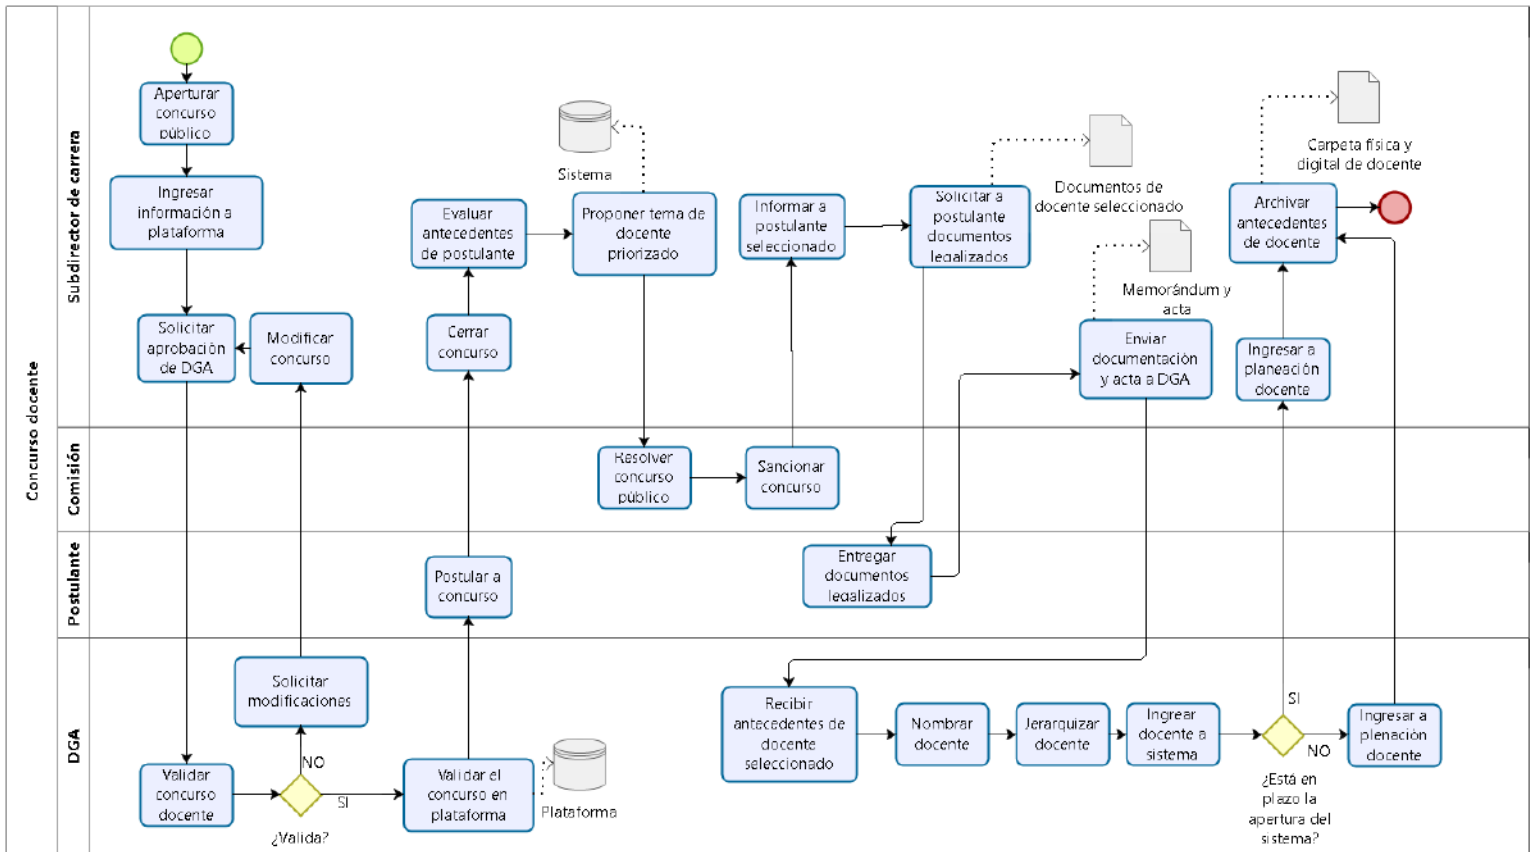 Concurso docente
Subdirector de carrera
Aperturar
concurso
público
Ingresar
información a
plataforma
Solicitar
aprobación
de DGA
Modificar
concurso
Evaluar
antecedentes
de postulante
Cerrar
concurso
Sistema
Proponer tema de
docente
priorizado
Informar a
postulante
seleccionado
Solicitar a
postulante
documentos
legalizados
Documentos de
docente seleccionado
Memorándum y
acta
Enviar
documentación
y acta a DGA
Carpeta física y
digital de docente
Archivar
antecedentes
de docente
Ingresar a
planeación
docente
Comisión
Resolver
concurso
público
Sancionar
concurso
Postulante
Postular a
concurso
Entregar
documentos
legalizados
DGA
Solicitar
modificaciones
Validar
concurso
docente
NO
SI
¿Valida?
Validar el
concurso en
plataforma
Plataforma
Recibir
antecedentes de
docente
seleccionado
Nombrar
docente
Jerarquizar
docente
Ingrear
docente a
sistema
SI
NO
¿Está en
plazo la
apertura del
sistema?
Ingresar a
plenación
docente